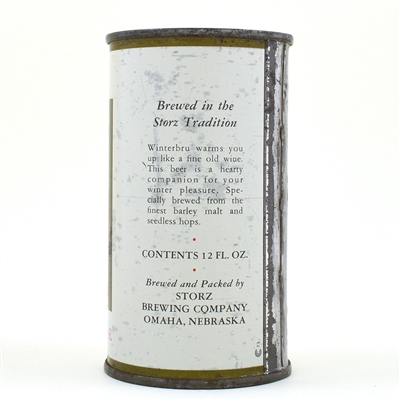 Brewed in the
Storz Tradition
Winterbru warms you
up like a fine old wine.
This beer is a hearty
companion for your
winter pleasure. Spe-
cially brewed from the
finest barley malt and
seedless hops.
CONTENTS 12 FL. OZ.
Brewed and Packed by
STORZ
BREWING COMPANY
OMAHA, NEBRASKA